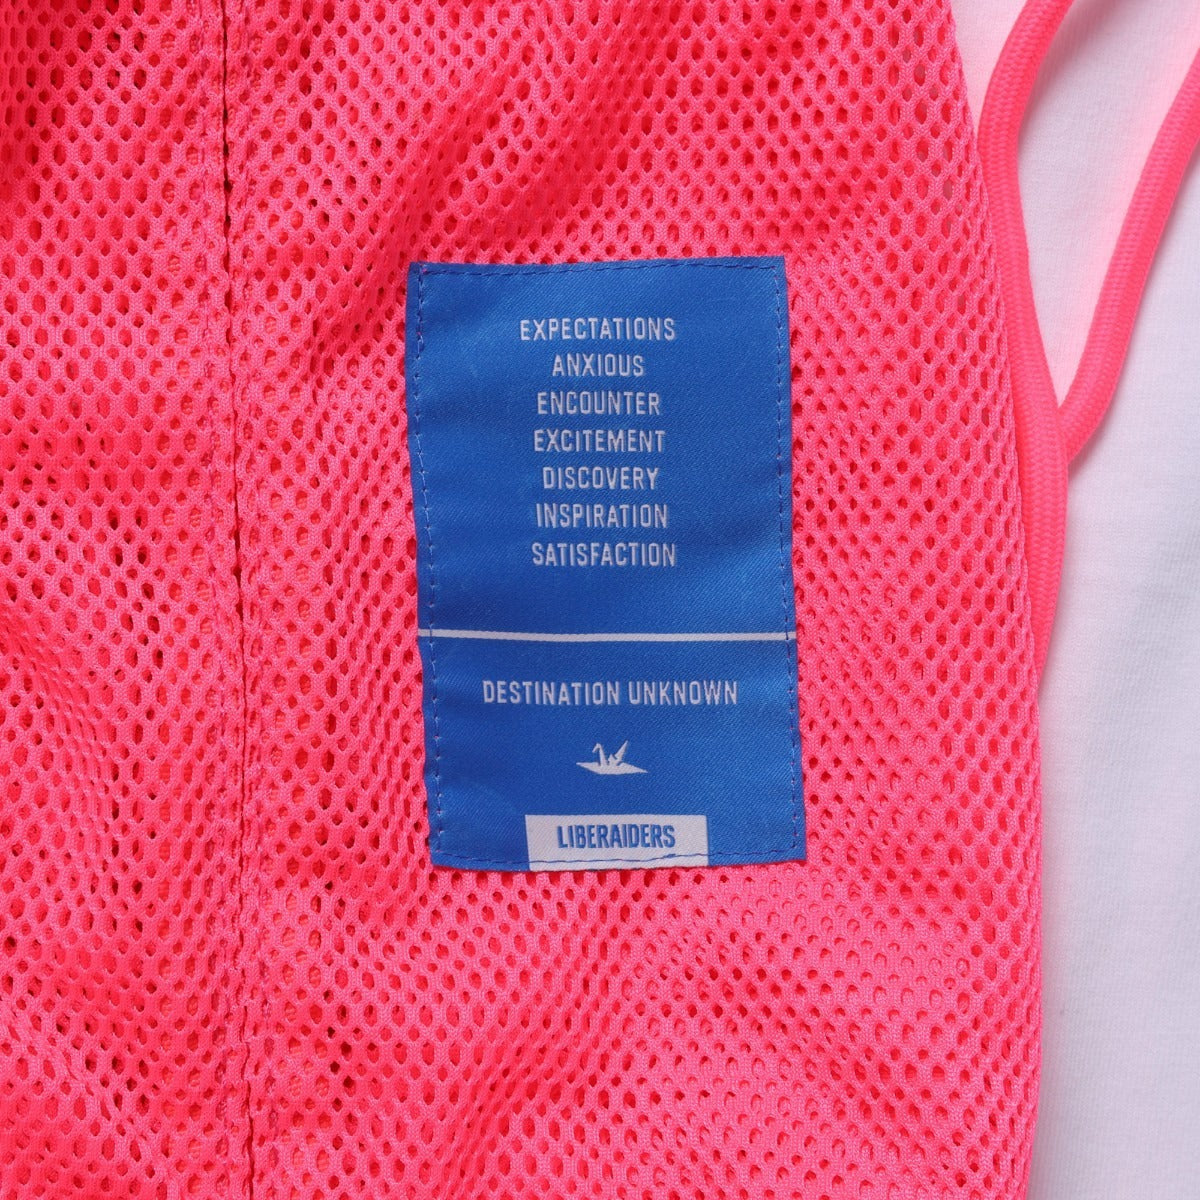 EXPECTATIONS
ANXIOUS
ENCOUNTER
EXCITEMENT
DISCOVERY
INSPIRATION
SATISFACTION
DESTINATION UNKNOWN
LIBERAIDERS